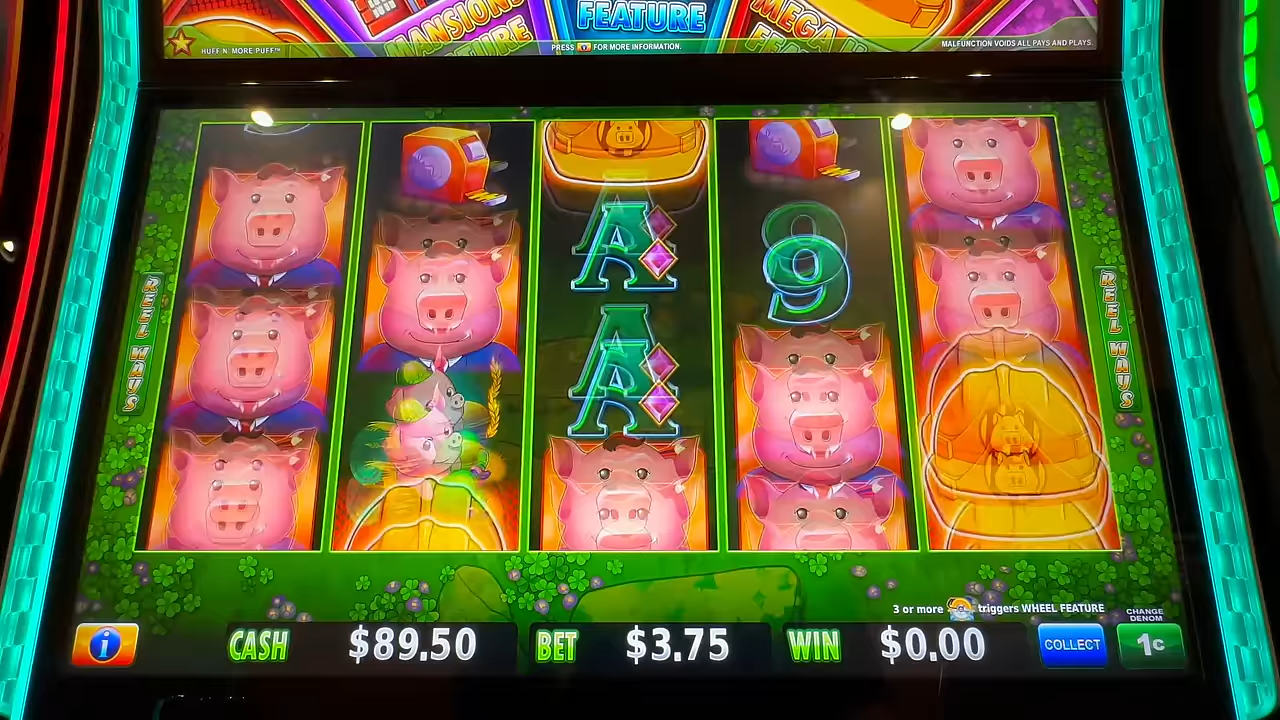 MANSION FEATURE
FEATURE
MEGA
HUFF N' MORE PUFF™
PRESS FOR MORE INFORMATION.
MALFUNCTION VOIDS ALL PAYS AND PLAYS.
A
9
A
REEL WAYS
REEL WAYS
3 or more triggers WHEEL FEATURE
i
CASH $89.50
BET $3.75
WIN $0.00
COLLECT
CHANGE DENOM
1¢